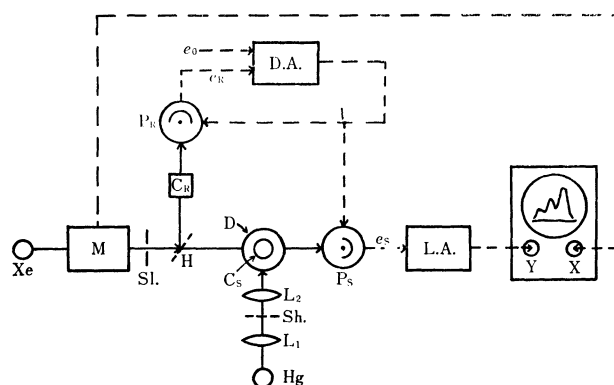 e₀
D.A.
e_R
P_R
C_R
D
Xe
M
Sl.
H
C_S
P_S
e_S
L.A.
Y
X
L₂
Sh.
L₁
Hg